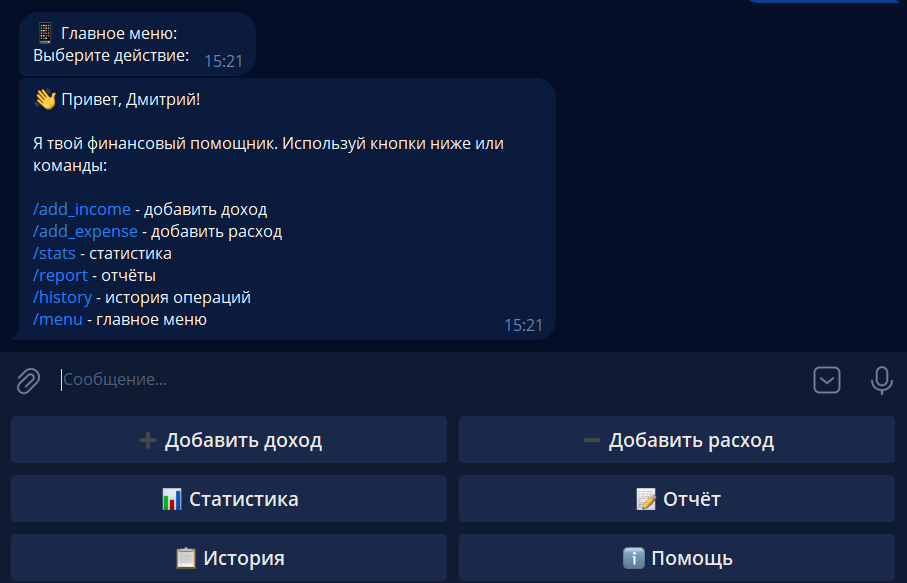 📱 Главное меню:
Выберите действие: 15:21
👋 Привет, Дмитрий!
Я твой финансовый помощник. Используй кнопки ниже или
команды:
/add_income - добавить доход
/add_expense - добавить расход
/stats - статистика
/report - отчёты
/history - история операций
/menu - главное меню 15:21
Сообщение...
➕ Добавить доход
➖ Добавить расход
📊 Статистика
📝 Отчёт
📋 История
ℹ️ Помощь